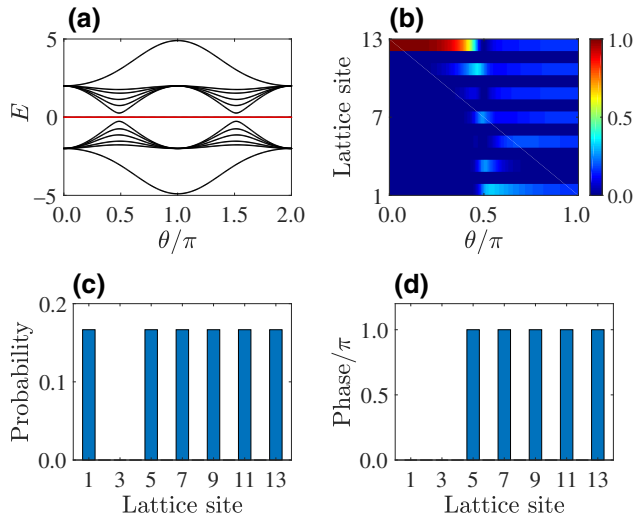 (a)
5
0
−5
E
0.0 0.5 1.0 1.5 2.0
θ/π
(b)
13
7
1
Lattice site
0.0 0.5 1.0
θ/π
1.0
0.5
0.0
(c)
0.2
0.1
0.0
Probability
1 3 5 7 9 11 13
Lattice site
(d)
1.0
0.5
0.0
Phase/π
1 3 5 7 9 11 13
Lattice site